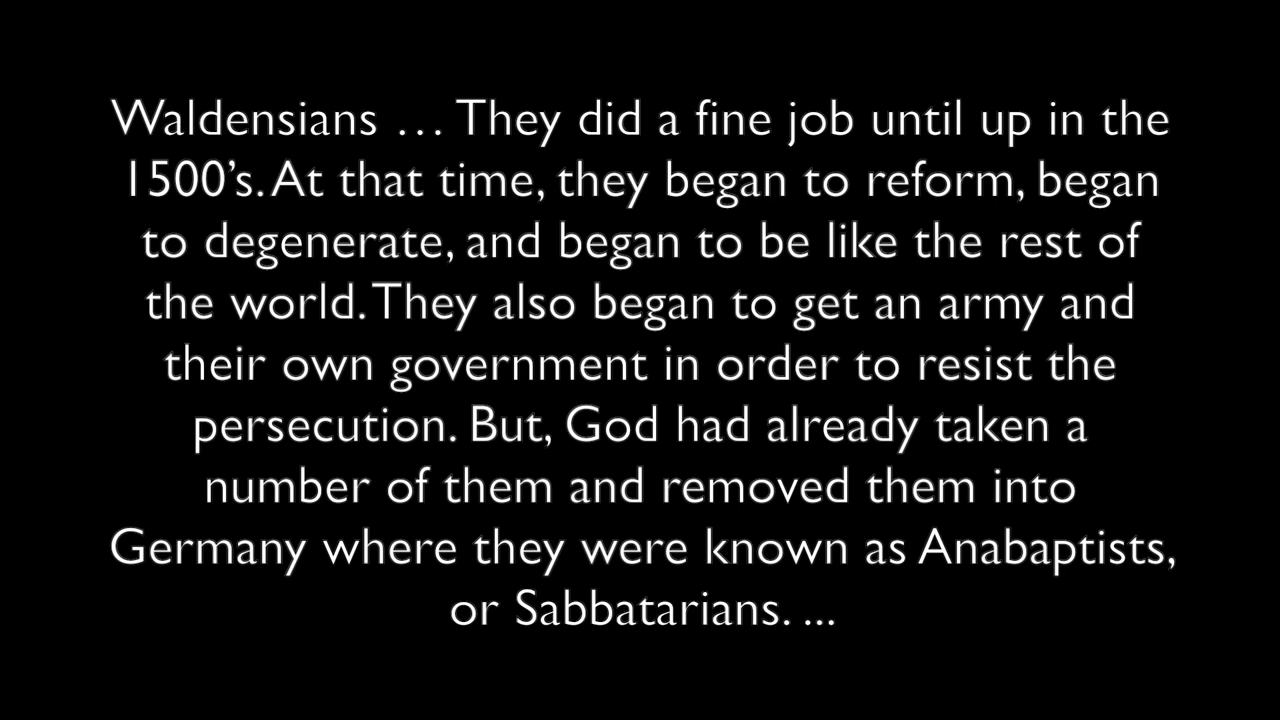 Waldensians … They did a fine job until up in the
1500’s. At that time, they began to reform, began
to degenerate, and began to be like the rest of
the world. They also began to get an army and
their own government in order to resist the
persecution. But, God had already taken a
number of them and removed them into
Germany where they were known as Anabaptists,
or Sabbatarians. ...